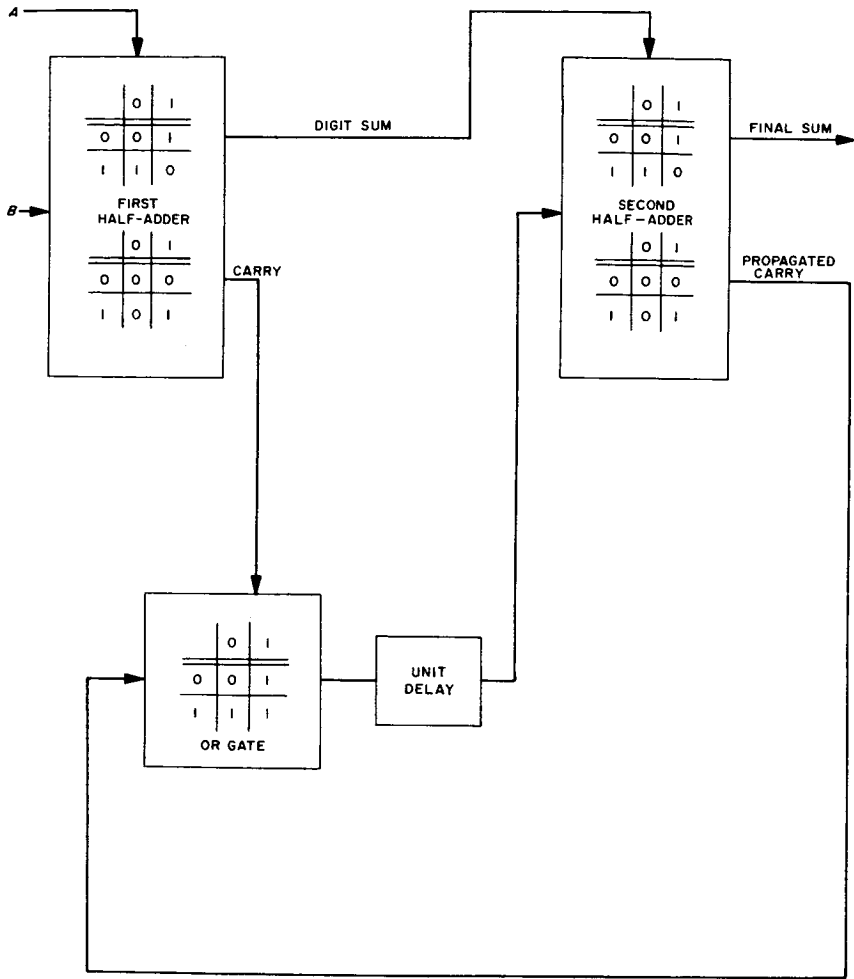 A
B
0 1
0 0 1
1 1 0
FIRST
HALF-ADDER
0 1
0 0 0
1 0 1
DIGIT SUM
CARRY
0 1
0 0 1
1 1 0
SECOND
HALF-ADDER
0 1
0 0 0
1 0 1
FINAL SUM
PROPAGATED
CARRY
0 1
0 0 1
1 1 1
OR GATE
UNIT
DELAY